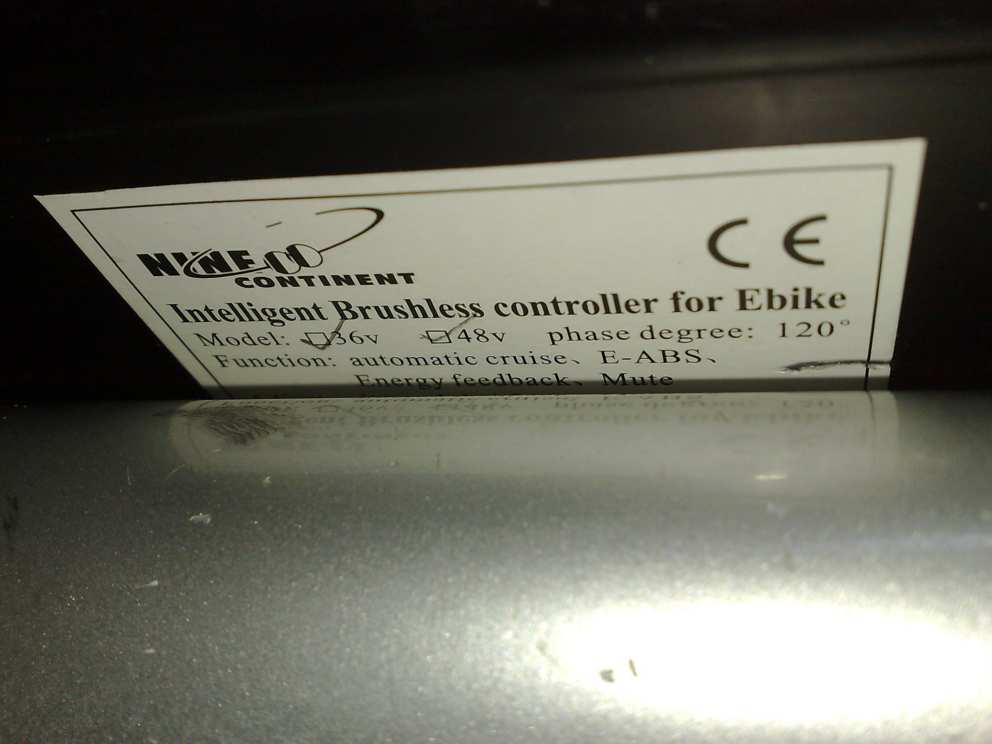 NINE
CONTINENT
CE
Intelligent Brushless controller for Ebike
Model: ☑36v ☑48v phase degree: 120°
Function: automatic cruise、E-ABS、
Energy feedback、Mute